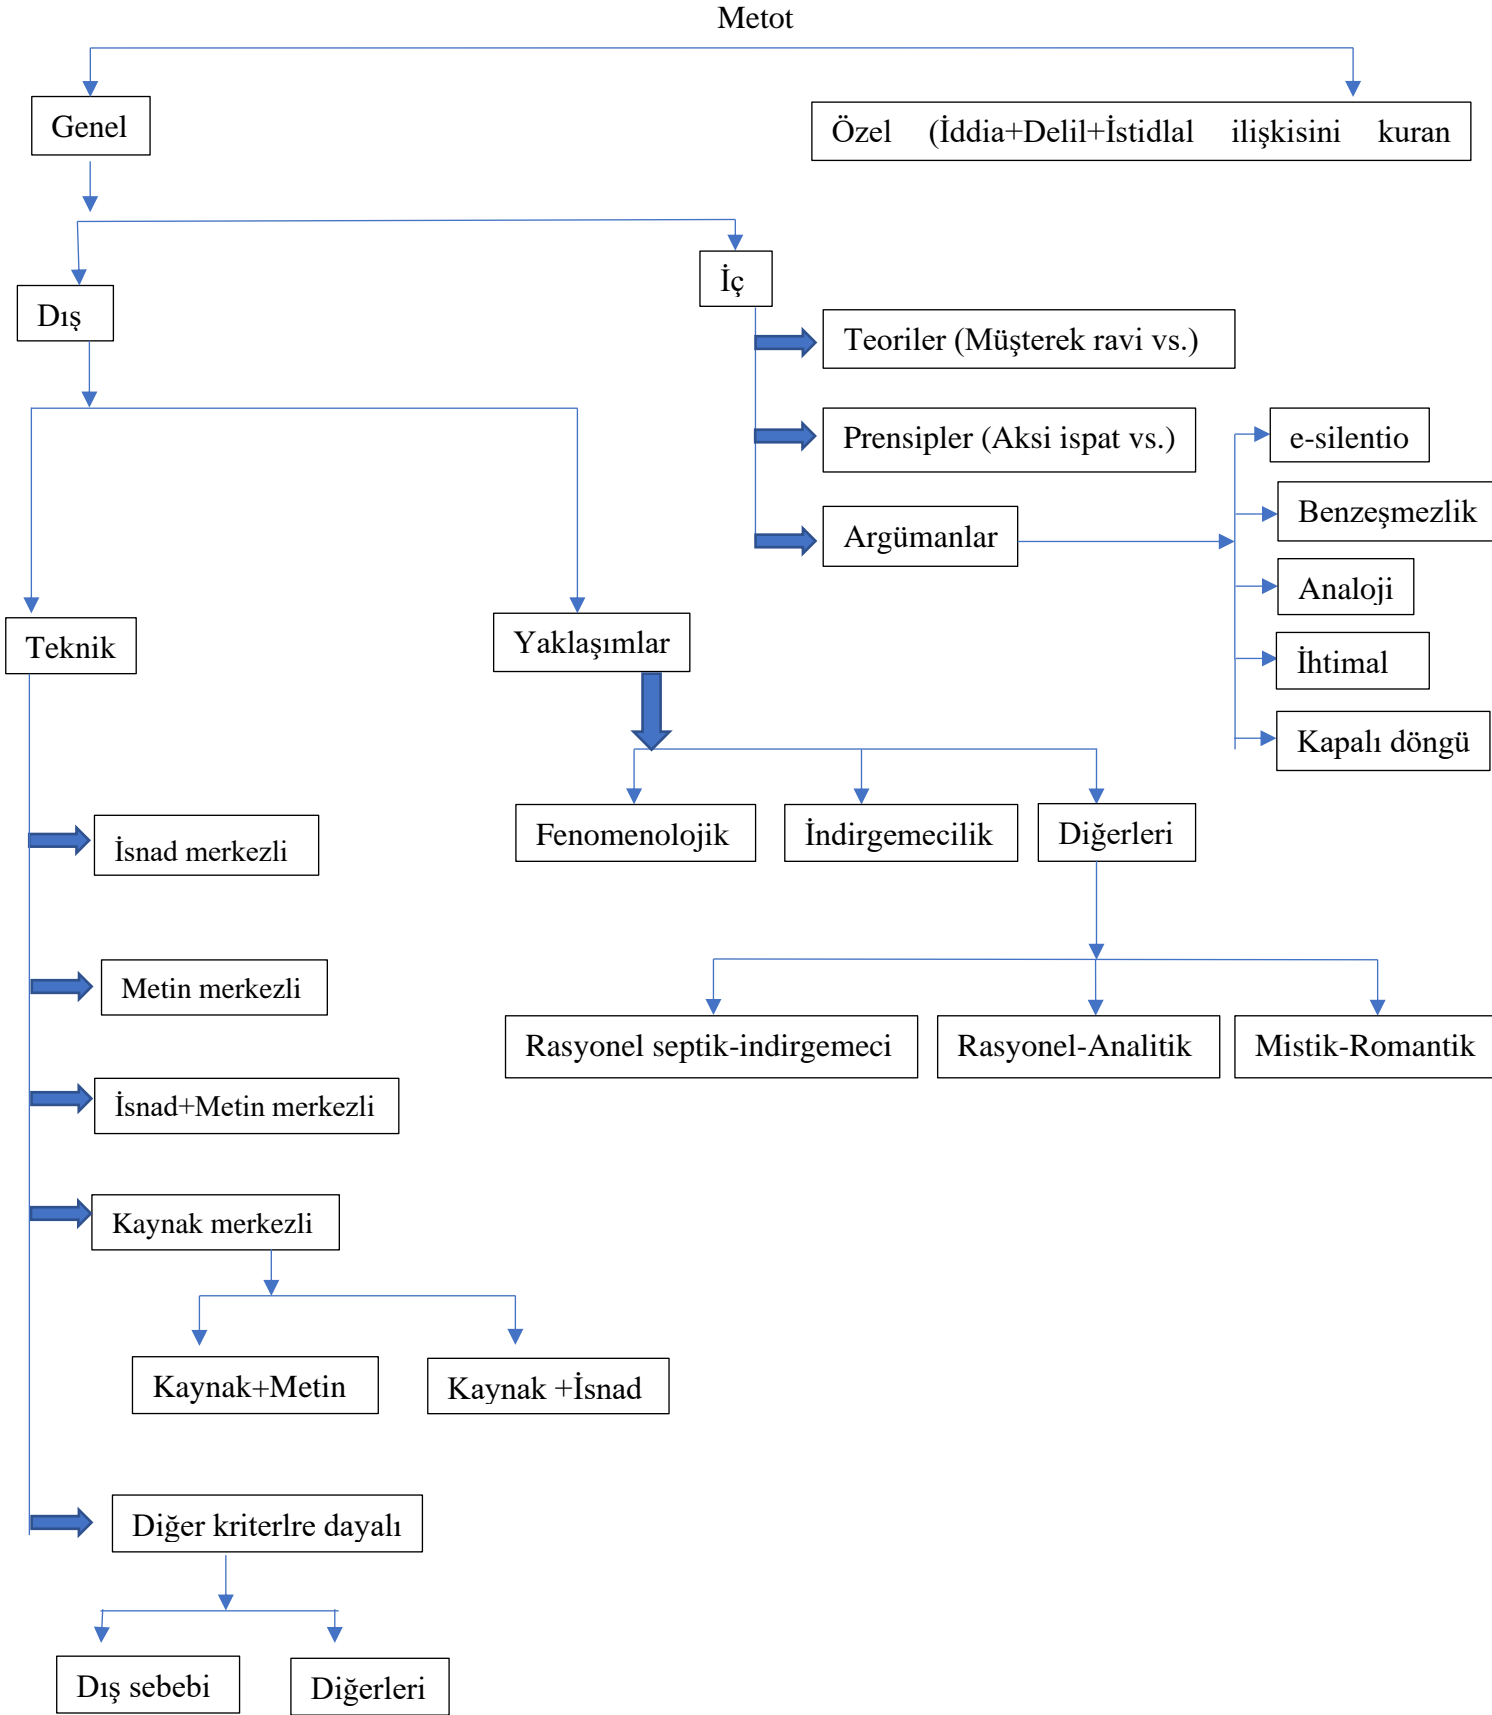 Metot
Genel
Özel (İddia+Delil+İstidlal ilişkisini kuran
İç
Dış
Teoriler (Müşterek ravi vs.)
Prensipler (Aksi ispat vs.)
e-silentio
Benzeşmezlik
Argümanlar
Analoji
Teknik
Yaklaşımlar
İhtimal
Kapalı döngü
İsnad merkezli
Fenomenolojik
İndirgemecilik
Diğerleri
Metin merkezli
Rasyonel septik-indirgemeci
Rasyonel-Analitik
Mistik-Romantik
İsnad+Metin merkezli
Kaynak merkezli
Kaynak+Metin
Kaynak +İsnad
Diğer kriterlre dayalı
Dış sebebi
Diğerleri